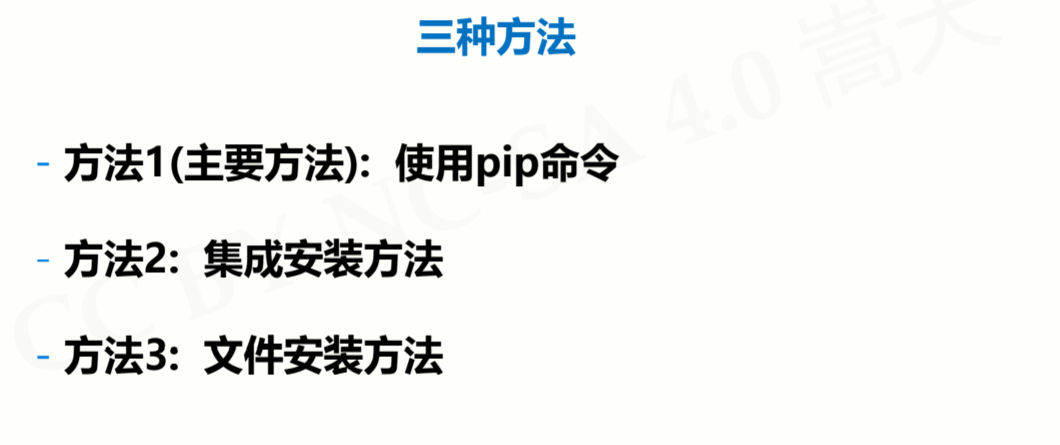 三种方法
- 方法1(主要方法): 使用pip命令
- 方法2: 集成安装方法
- 方法3: 文件安装方法
CC BY NC-SA 4.0 嵩天